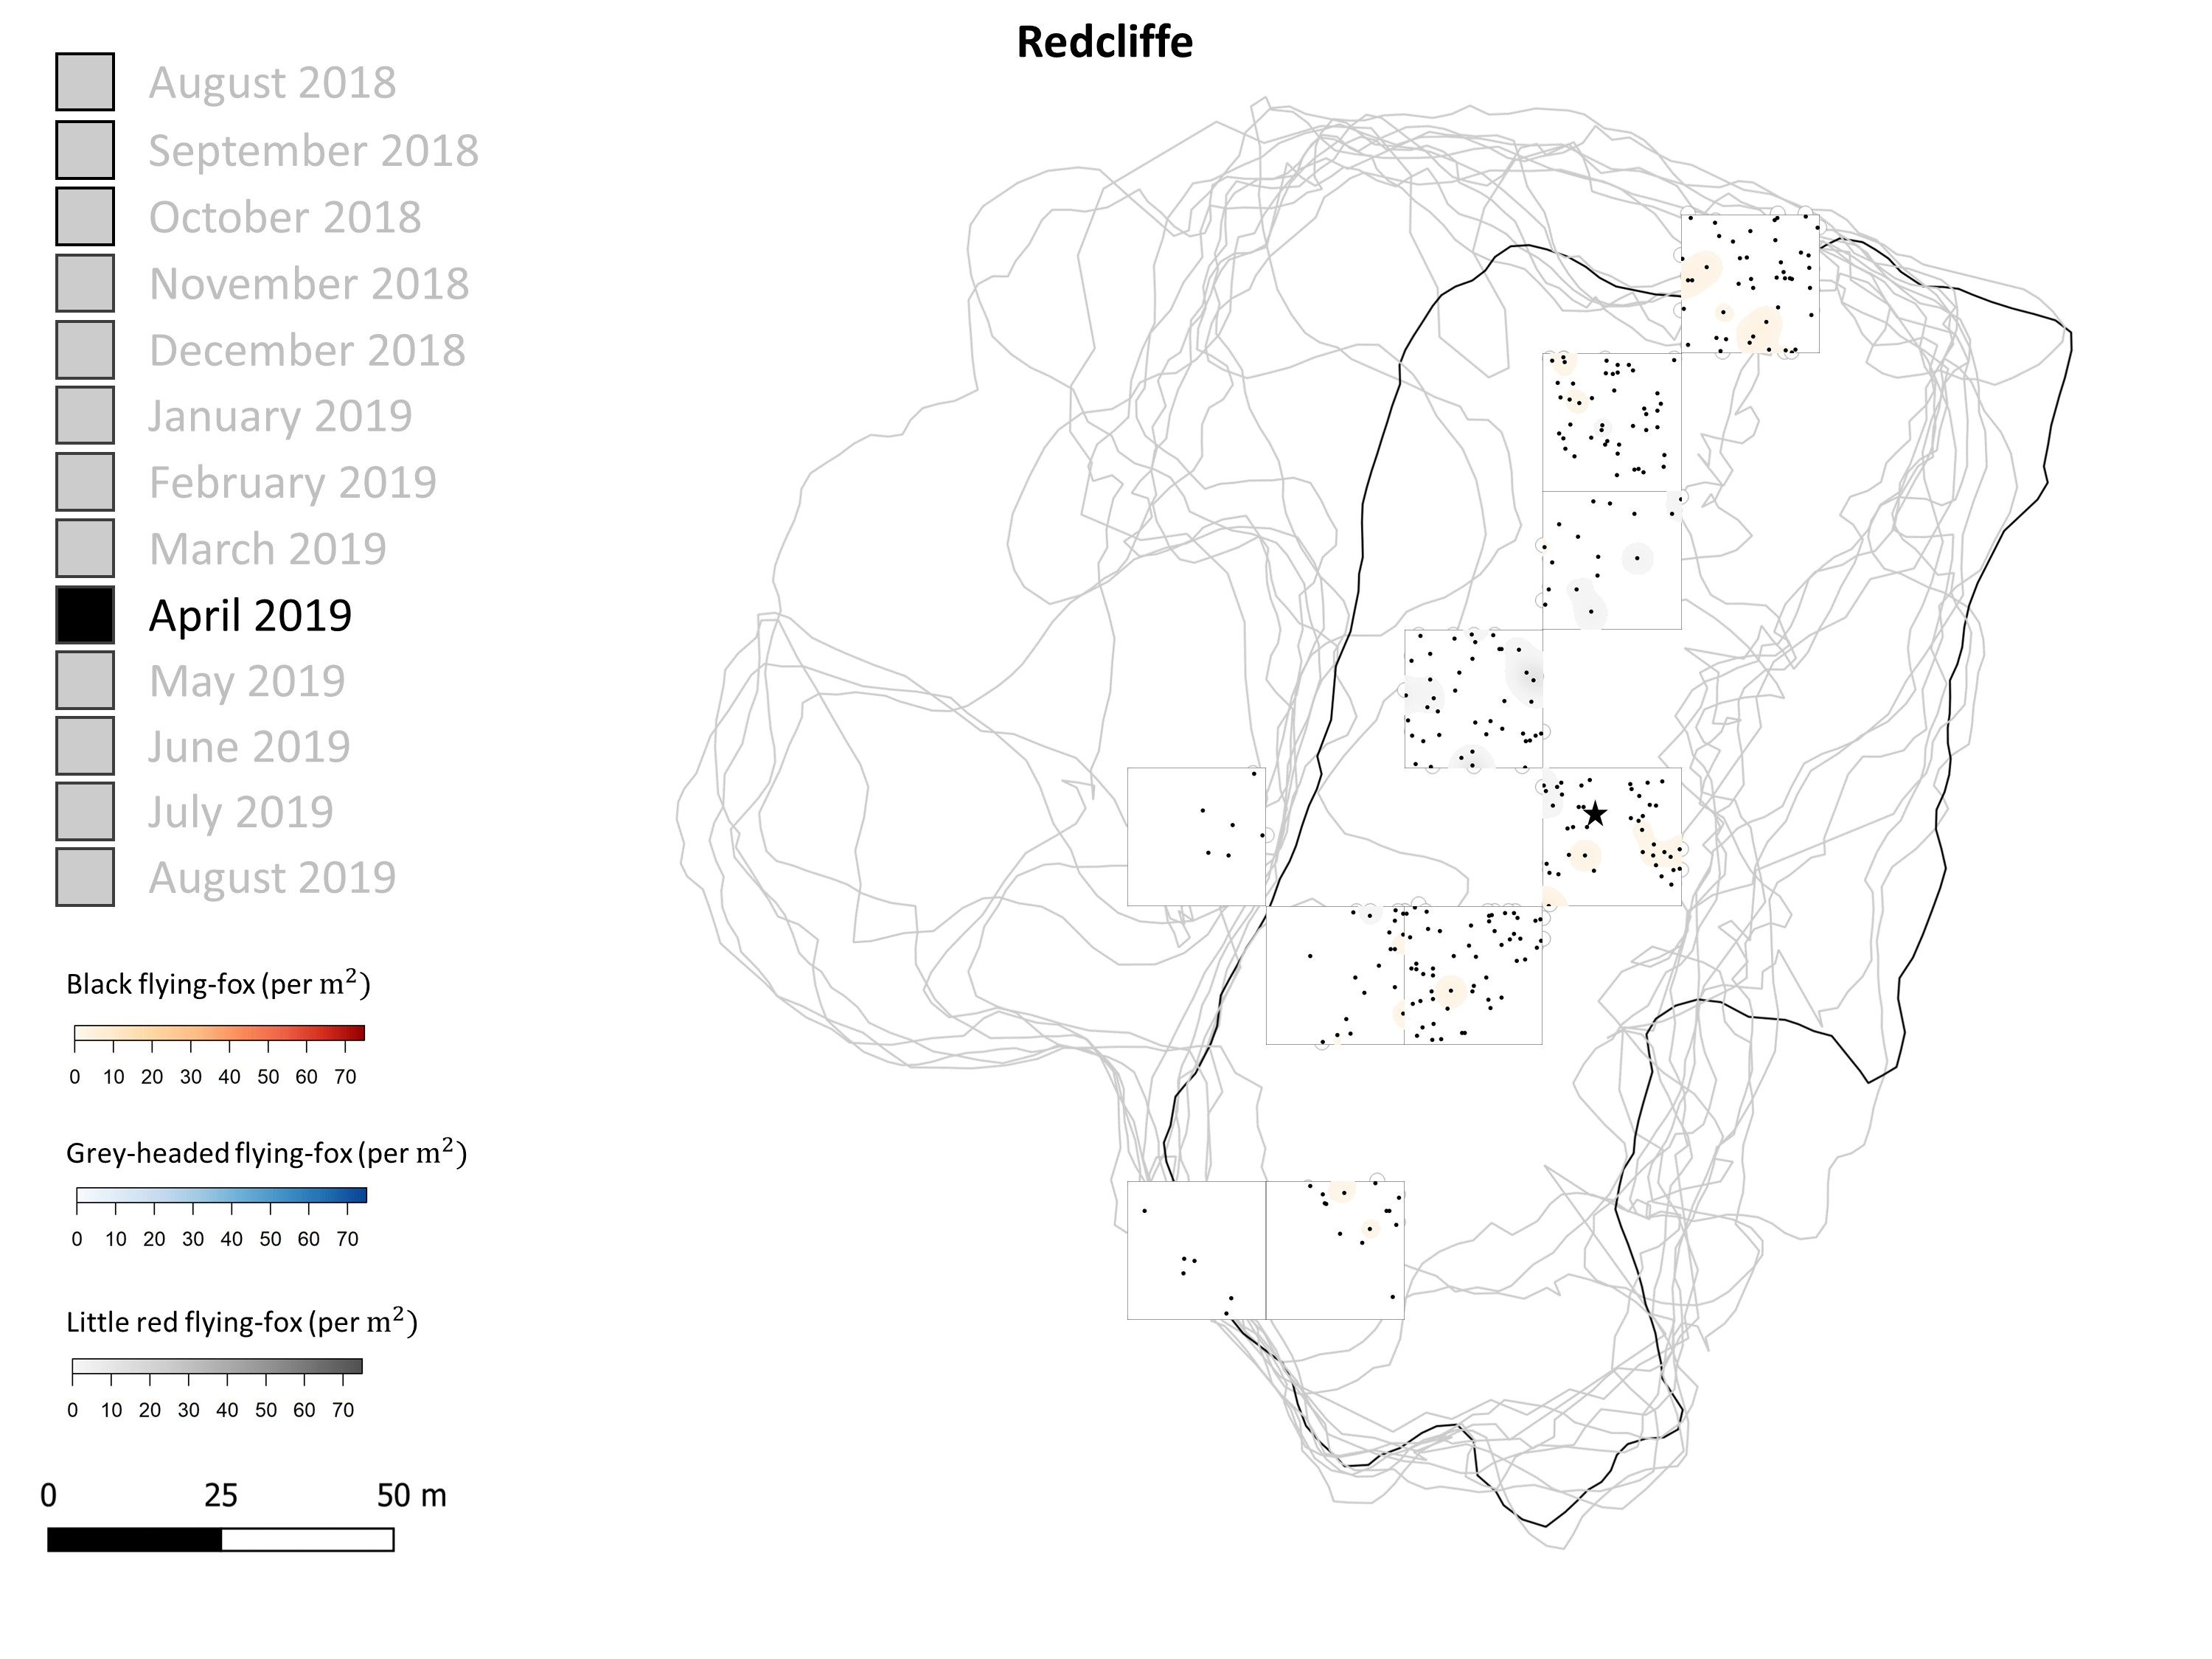 Redcliffe
August 2018
September 2018
October 2018
November 2018
December 2018
January 2019
February 2019
March 2019
April 2019
May 2019
June 2019
July 2019
August 2019
Black flying-fox (per m²)
0 10 20 30 40 50 60 70
Grey-headed flying-fox (per m²)
0 10 20 30 40 50 60 70
Little red flying-fox (per m²)
0 10 20 30 40 50 60 70
0 25 50 m